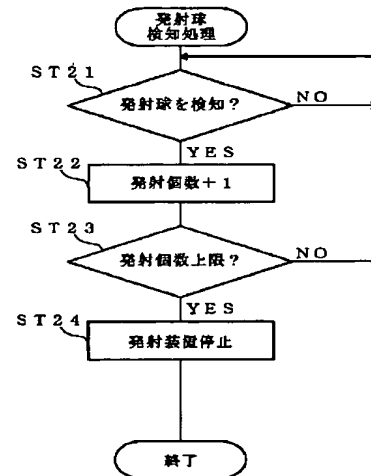 発射球
検知処理
ST21
発射球を検知?
NO
YES
ST22
発射個数+1
ST23
発射個数上限?
NO
YES
ST24
発射装置停止
終了